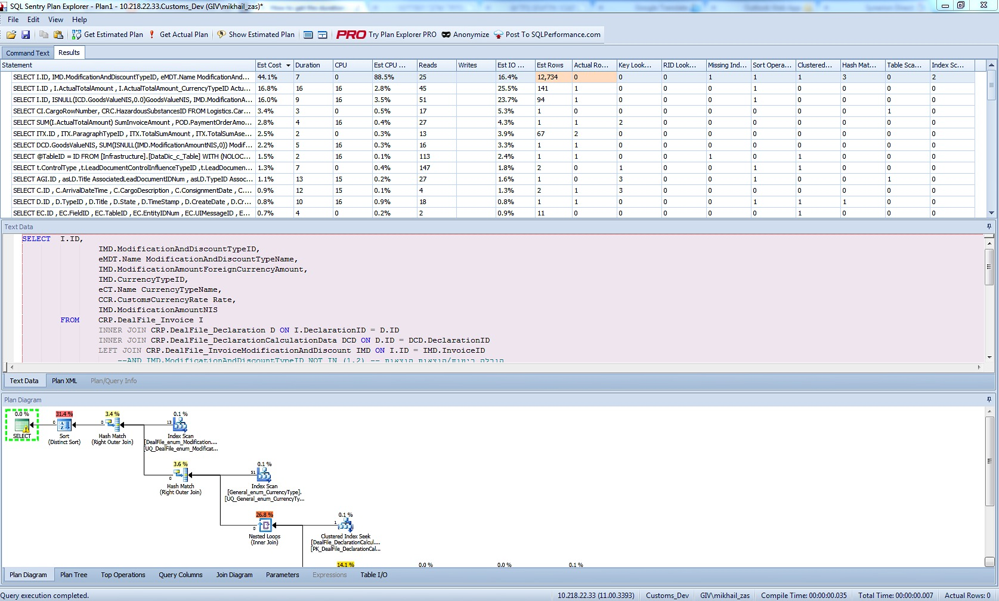 SQL Sentry Plan Explorer - Plan1 - 10.218.22.33.Customs_Dev (GIV\mikhail_zas)*
File Edit View Help
Get Estimated Plan Get Actual Plan Show Estimated Plan PRO Try Plan Explorer PRO Anonymize Post To SQLPerformance.com
Command Text Results
Statement Est Cost Duration CPU Est CPU ... Reads Writes Est IO ... Est Rows Actual Ro... Key Look... RID Look... Missing Ind... Sort Opera... Clustered... Hash Mat... Table Sca... Index Sc...
SELECT I.ID, IMD.ModificationAndDiscountTypeID, eMDT.Name ModificationAnd... 44.1% 7 0 88.5% 25 16.4% 12,734 0 0 0 1 1 1 3 0 2
SELECT I.ID , I.ActualTotalAmount , I.ActualTotalAmount_CurrencyTypeID Actu... 16.8% 16 16 2.8% 45 25.5% 141 1 0 0 0 1 0 0 0 0
SELECT I.ID, ISNULL(ICD.GoodsValueNIS,0.0)GoodsValueNIS, IMD.ModificationA... 16.0% 9 16 3.5% 51 23.7% 94 1 0 0 0 1 0 0 0 0
SELECT CI.CargoRowNumber, CRC.HazardousSubstancesID FROM Logistics.Car... 3.4% 3 0 0.5% 17 5.3% 1 0 0 0 0 0 0 0 1 0
SELECT SUM(I.ActualTotalAmount) SumInvoiceAmount , POD.PaymentOrderAmo... 2.8% 4 16 0.4% 27 4.3% 1 1 2 0 0 1 0 0 0 0
SELECT ITX.ID , ITX.ParagraphTypeID , ITX.TotalSumAmount , ITX.TotalSumAse... 2.5% 2 0 0.3% 13 3.9% 67 2 0 0 0 1 0 0 0 0
SELECT DCD.GoodsValueNIS, SUM(ISNULL(IMD.ModificationAmountNIS,0)) Modif... 2.2% 5 16 0.3% 16 3.3% 1 1 0 0 0 1 0 0 0 0
SELECT @TableID = ID FROM [Infrastructure].[DataDic_c_Table] WITH (NOLOC... 1.5% 2 16 0.1% 113 2.4% 1 1 0 0 1 0 1 0 0 0
SELECT t.ControlType ,t.LeadDocumentControlInfluenceTypeID ,t.LeadDocumen... 1.3% 7 0 0.4% 147 1.8% 2 0 1 0 0 1 1 0 0 0
SELECT AGI.ID , asLD.Title AssociatedLeadDocumentIDNum , asLD.TypeID Assoc... 1.1% 13 15 0.2% 27 1.6% 1 0 3 0 0 1 0 0 1 0
SELECT C.ID , C.ArrivalDateTime , C.CargoDescription , C.ConsignmentDate , C.... 0.9% 12 15 0.1% 4 1.3% 2 1 3 0 0 0 0 0 0 0
SELECT D.ID , D.TypeID , D.Title , D.State , D.TimeStamp , D.CreateDate , D.Cr... 0.8% 10 16 0.9% 18 0.8% 1 1 0 0 0 1 1 1 0 0
SELECT EC.ID , EC.FieldID , EC.TableID , EC.EntityIDNum , EC.UIMessageID , E... 0.7% 4 0 0.2% 2 0.9% 11 0 0 0 0 0 1 0 0 0
Text Data
SELECT I.ID,
IMD.ModificationAndDiscountTypeID,
eMDT.Name ModificationAndDiscountTypeName,
IMD.ModificationAmountForeignCurrencyAmount,
IMD.CurrencyTypeID,
eCT.Name CurrencyTypeName,
CCR.CustomsCurrencyRate Rate,
IMD.ModificationAmountNIS
FROM CRP.DealFile_Invoice I
INNER JOIN CRP.DealFile_Declaration D ON I.DeclarationID = D.ID
INNER JOIN CRP.DealFile_DeclarationCalculationData DCD ON D.ID = DCD.DeclarationID
LEFT JOIN CRP.DealFile_InvoiceModificationAndDiscount IMD ON I.ID = IMD.InvoiceID
--AND IMD.ModificationAndDiscountTypeID NOT IN (1,2) --
Text Data Plan XML Plan/Query Info
Plan Diagram
0.0 % 31.4 % 3.4 % 0.1 %
0 0 13
SELECT Sort Hash Match Index Scan
(Distinct Sort) (Right Outer Join) [DealFile_enum_Modification....
[UQ_DealFile_enum_Modificat...
3.6 % 0.1 %
0 51
Hash Match Index Scan
(Right Outer Join) [General_enum_CurrencyType].
[UQ_General_enum_CurrencyTy...
26.8 % 0.1 %
0 1
Nested Loops Clustered Index Seek
(Inner Join) [DealFile_DeclarationCalcul....
[PK_DealFile_DeclarationCal...
14.1 % 0.0 % 0.0 % 0.1 %
Plan Diagram Plan Tree Top Operations Query Columns Join Diagram Parameters Expressions Table I/O
Query execution completed. 10.218.22.33 (11.00.3393) Customs_Dev GIV\mikhail_zas Compile Time: 00:00:00.035 Total Time: 00:00:00.007 Actual Rows: 0